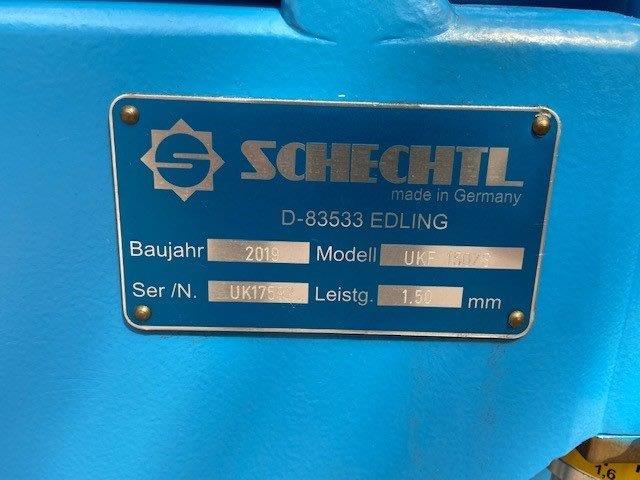 SCHECHTL
made in Germany
D-83533 EDLING
Baujahr 2019 Modell UKF
Ser /N. Leistg. 1.50 mm
1,6